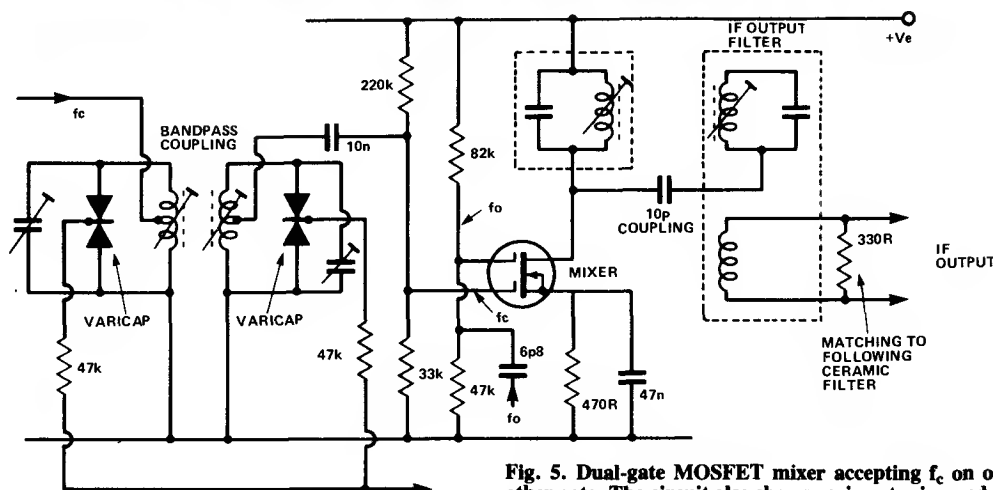 IF OUTPUT
FILTER
+Ve
220k
fc
BANDPASS
COUPLING
10n
82k
fo
10p
COUPLING
330R
IF
OUTPUT
MIXER
VARICAP
VARICAP
fc
47k
47k
33k
47k
6p8
fo
470R
47n
MATCHING TO
FOLLOWING
CERAMIC
FILTER
Fig. 5. Dual-gate MOSFET mixer accepting fc on o